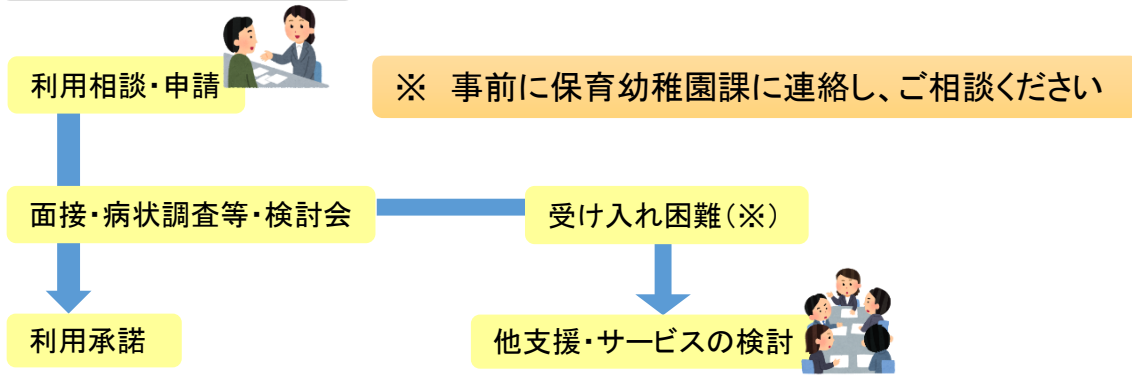 利用相談・申請
※ 事前に保育幼稚園課に連絡し、ご相談ください
面接・病状調査等・検討会
受け入れ困難(※)
利用承諾
他支援・サービスの検討